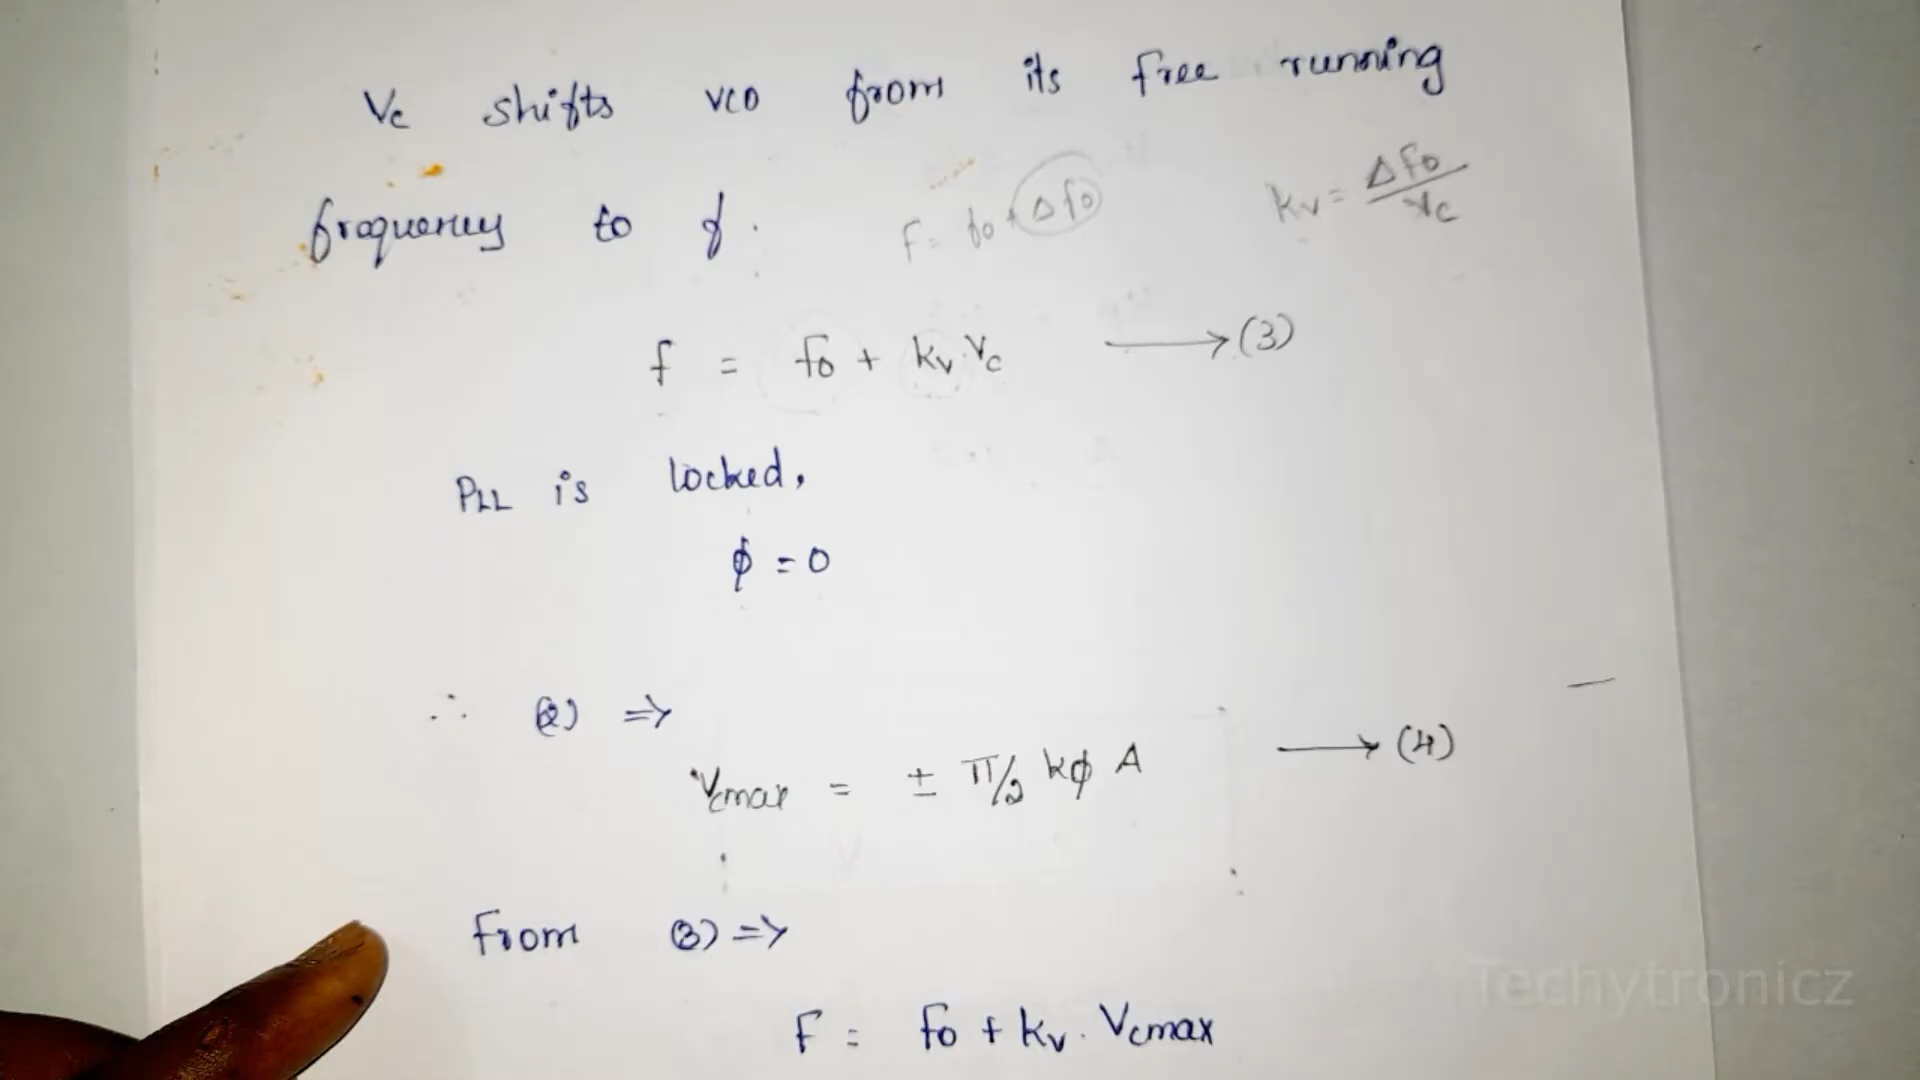 Vc shifts VCO from its free running
frequency to f.
F = fo + Δfo
kv = Δfo/Vc
f = fo + kv.Vc ⟶ (3)
PLL is locked,
ϕ = 0
∴ (2) ⇒
Vcmax = ± π/2 kϕ A ⟶ (4)
From (3) ⇒
F = fo + kv. Vcmax
Techytronicz